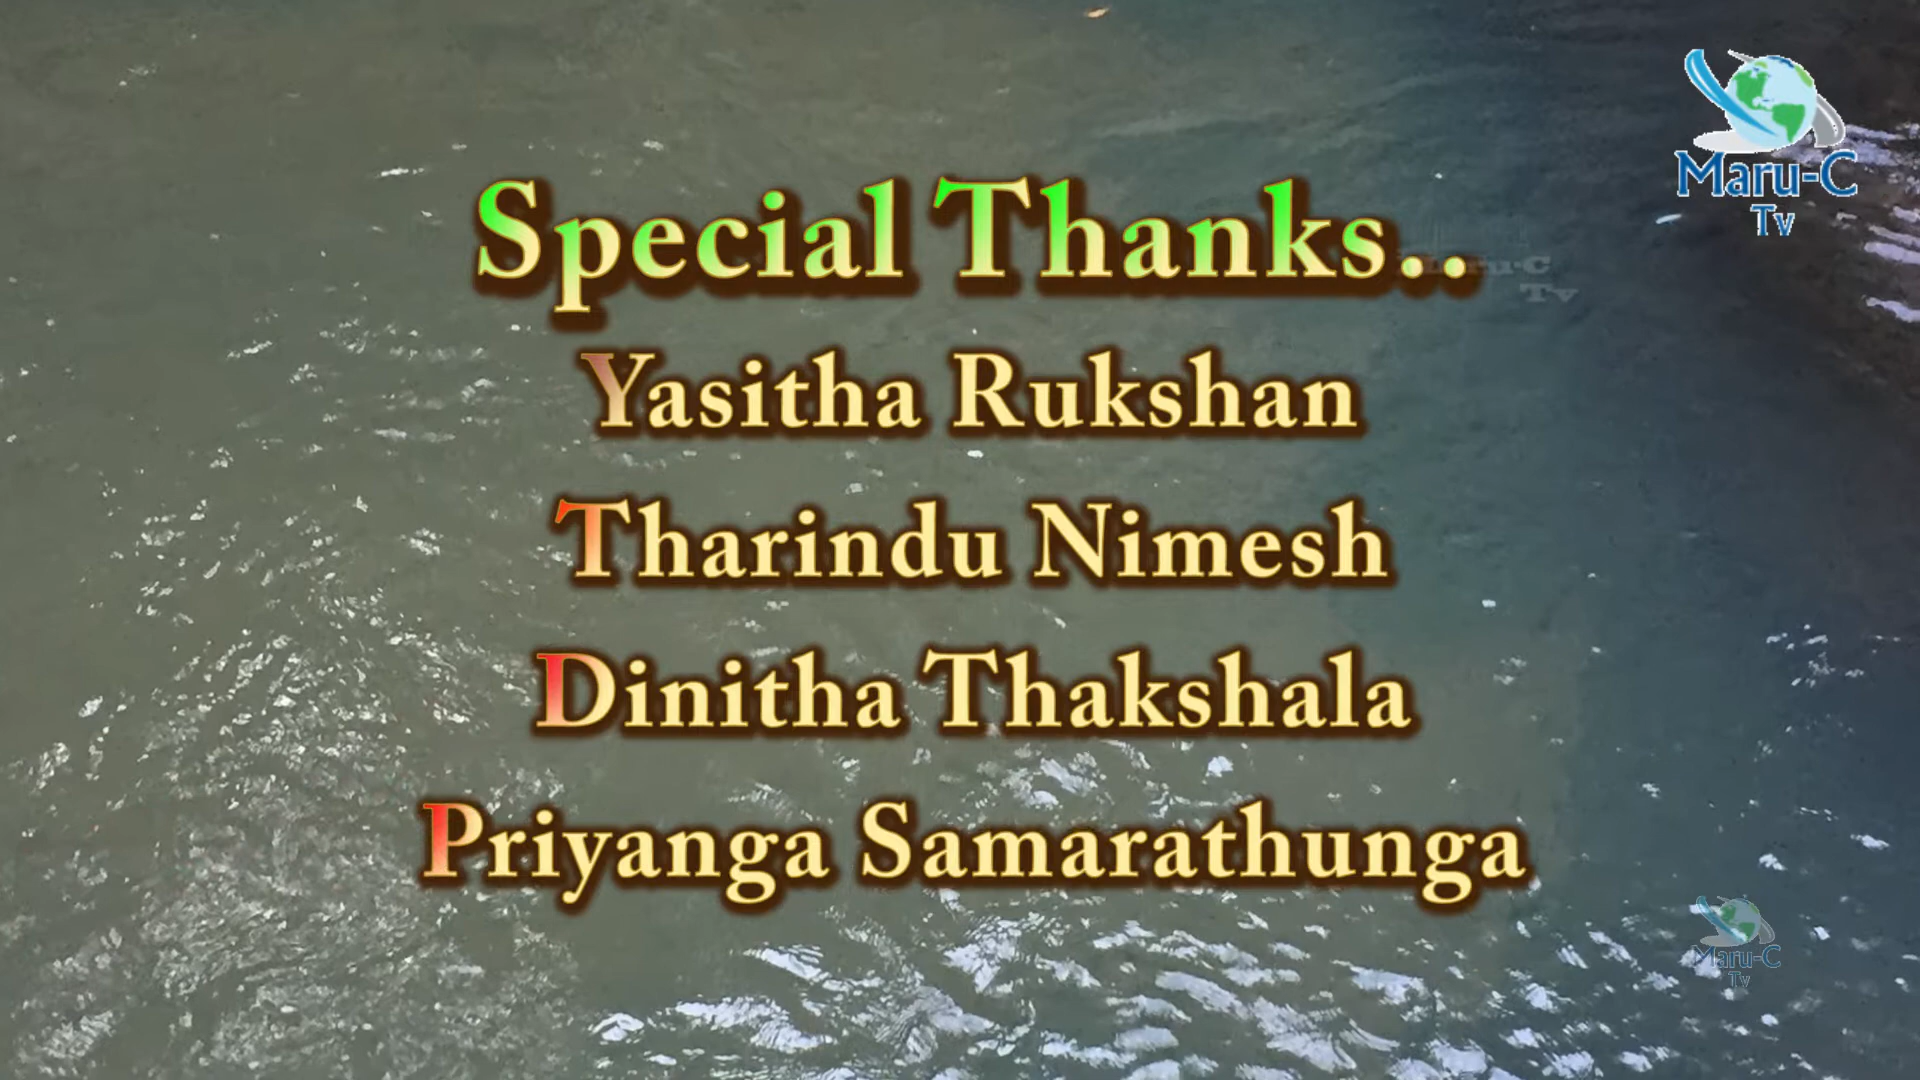 Maru-C
Tv
Special Thanks..
Yasitha Rukshan
Tharindu Nimesh
Dinitha Thakshala
Priyanga Samarathunga
Maru-C
Tv